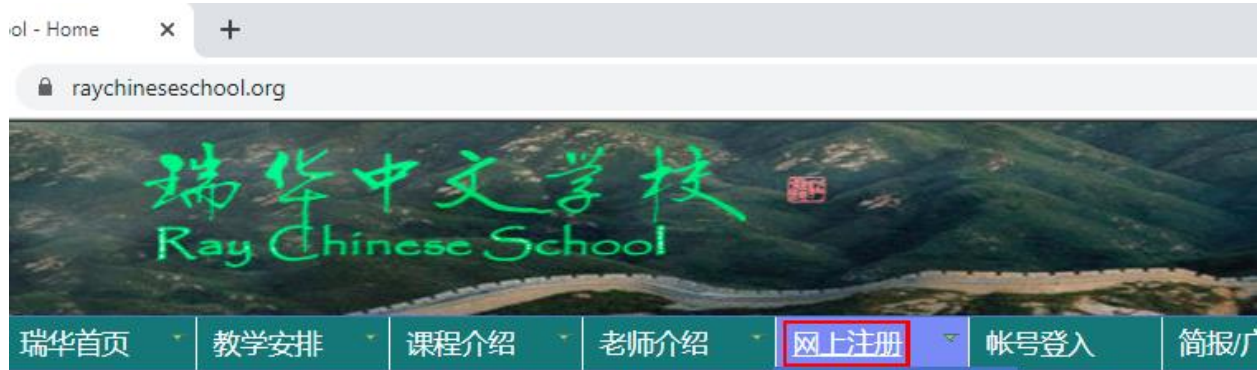 ol - Home
raychineseschool.org
瑞华中文学校
Ray Chinese School
瑞华首页 教学安排 课程介绍 老师介绍 网上注册 帐号登入 简报/广